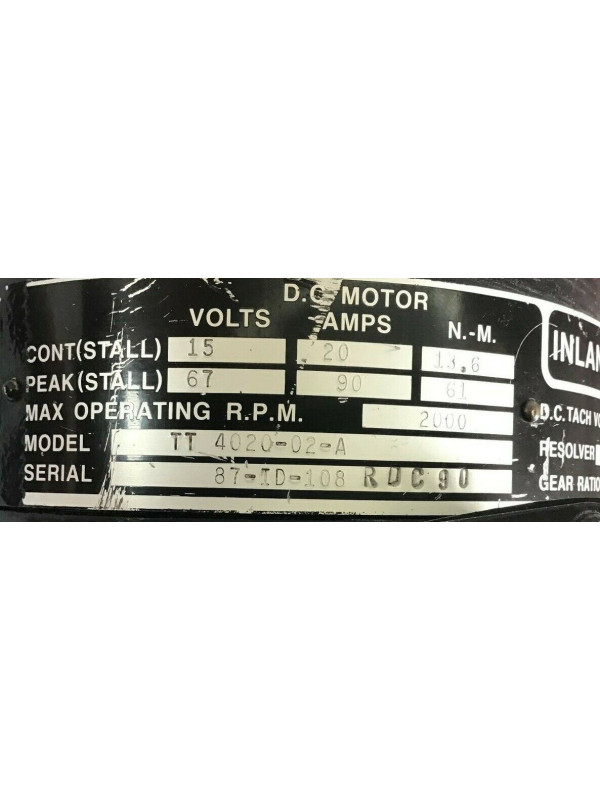 D.C. MOTOR
VOLTS AMPS N.-M.
CONT(STALL) 15 20 13.6
PEAK(STALL) 67 90 61
MAX OPERATING R.P.M. 2000
MODEL TT 4020-02-A
SERIAL 87-ID-108 RDC90
INLAN
D.C. TACH VO
RESOLVER
GEAR RATIO